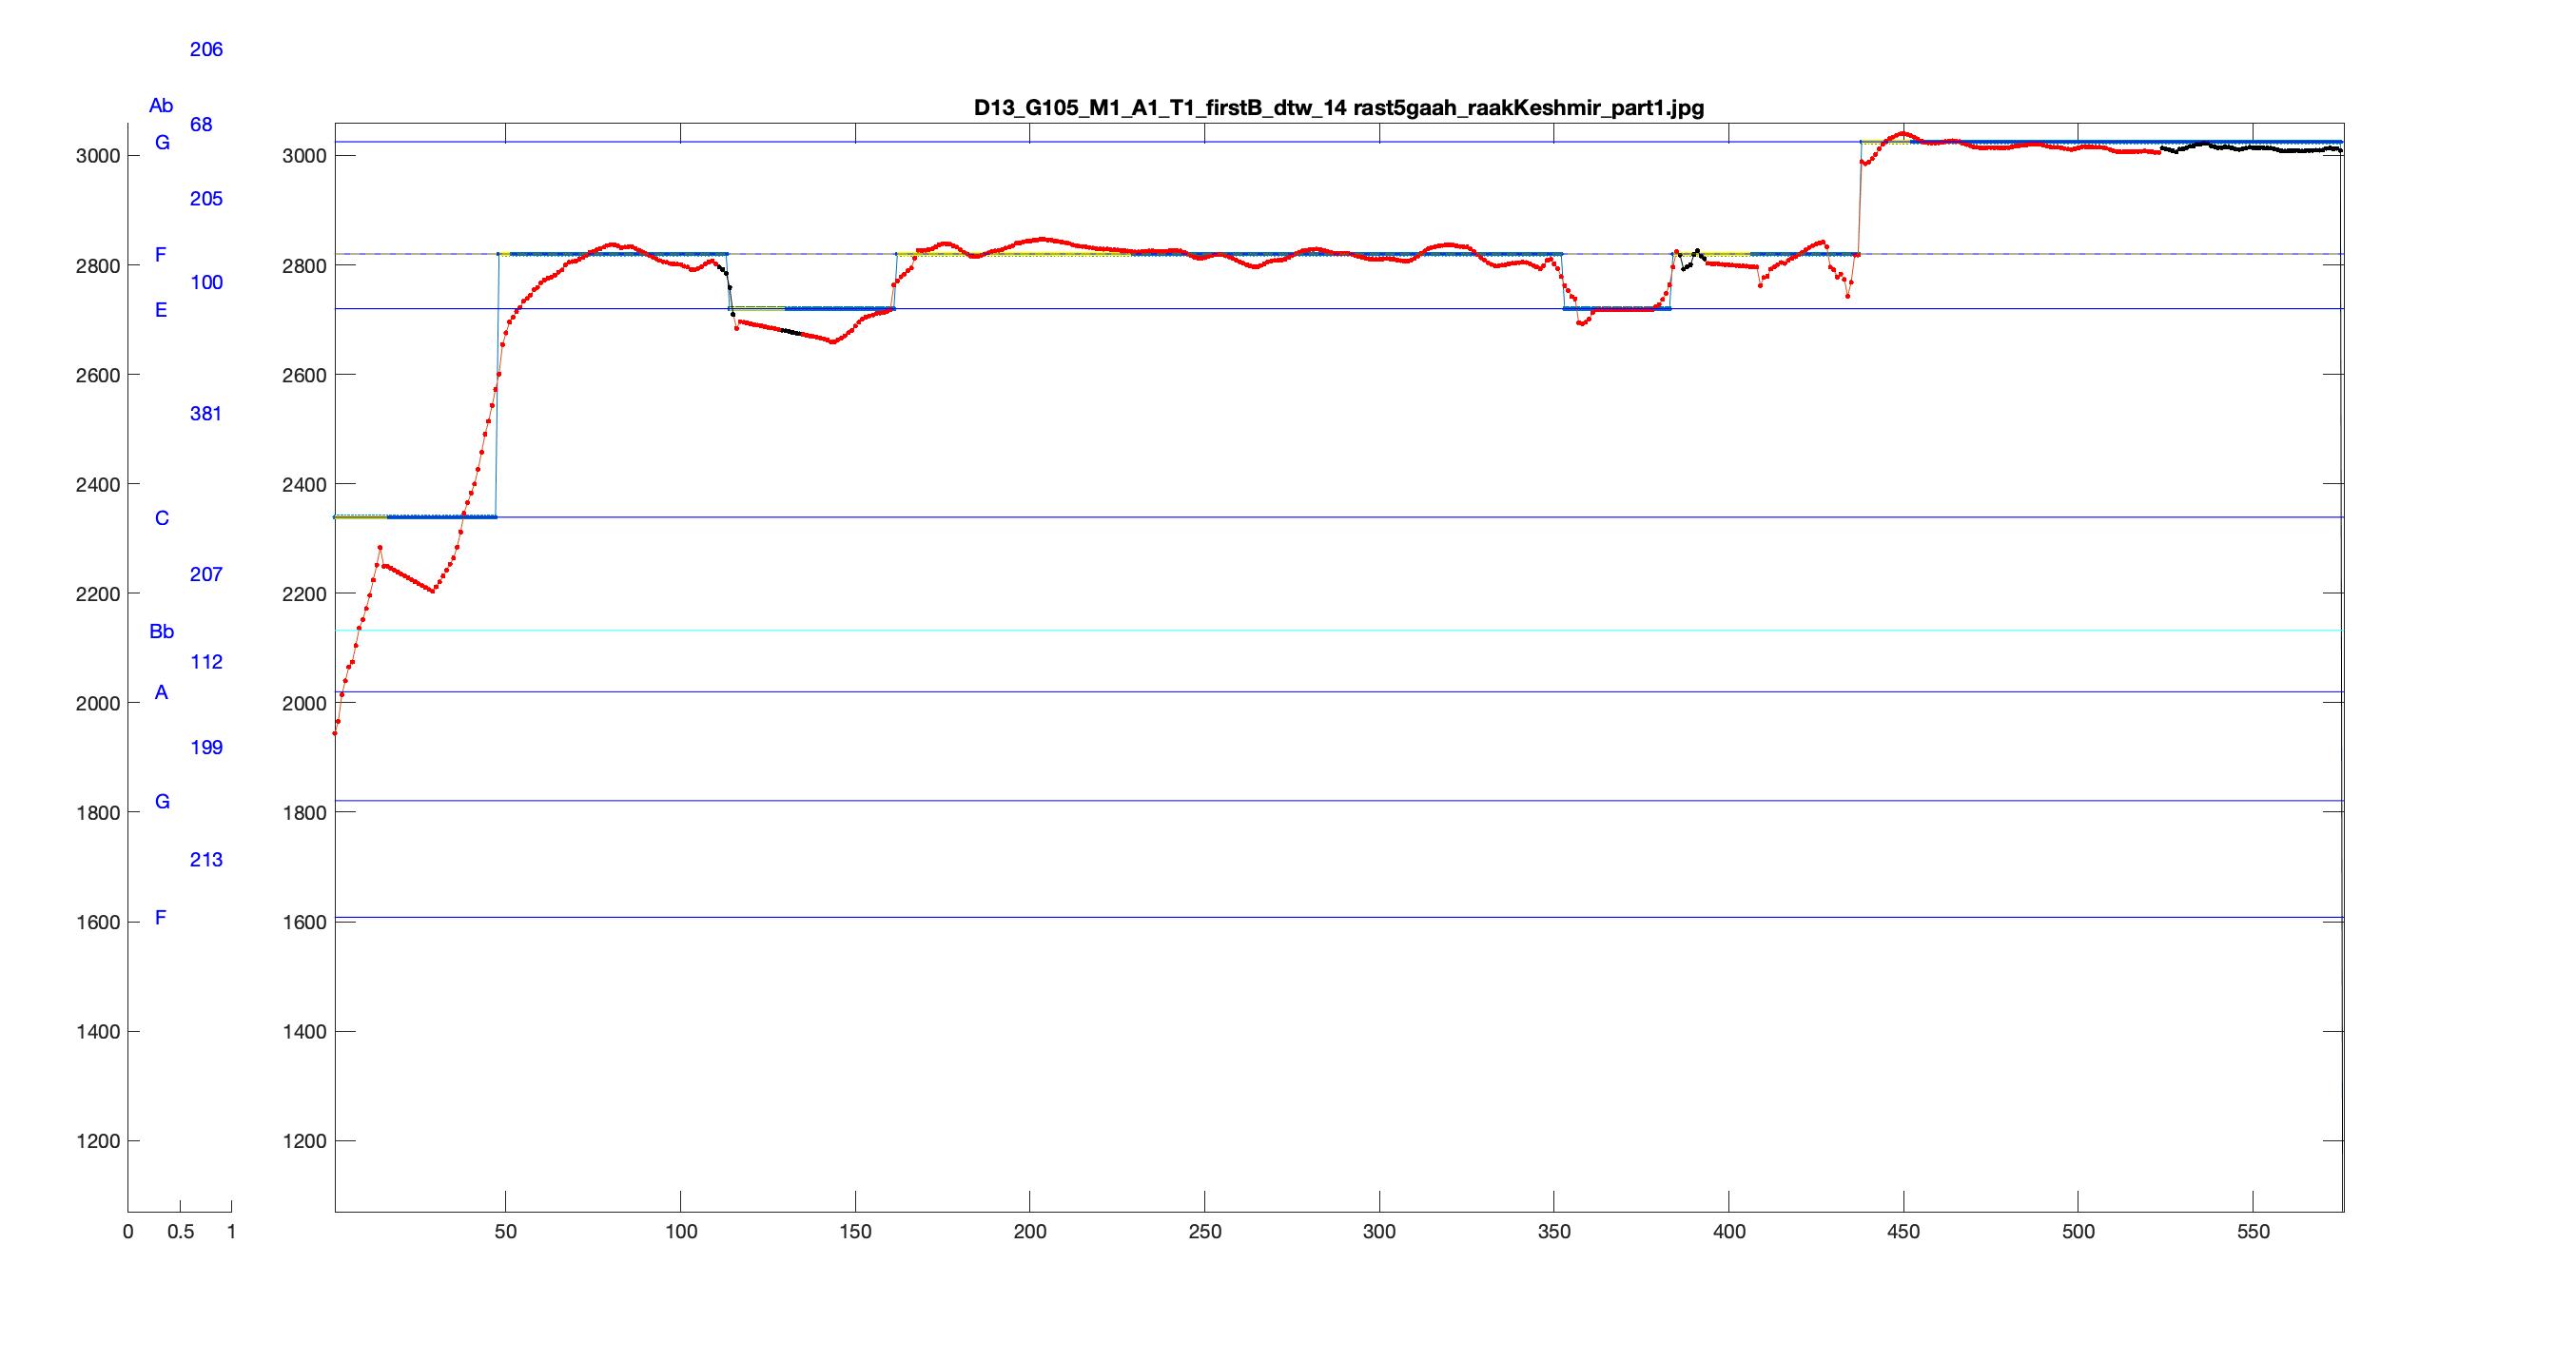 206
Ab
68
D13_G105_M1_A1_T1_firstB_dtw_14 rast5gaah_raakKeshmir_part1.jpg
G
3000 3000
205
F
2800 2800
100
E
2600 2600
381
2400 2400
C
207
2200 2200
Bb
112
A
2000 2000
199
G
1800 1800
213
F
1600 1600
1400 1400
1200 1200
0 0.5 1 50 100 150 200 250 300 350 400 450 500 550